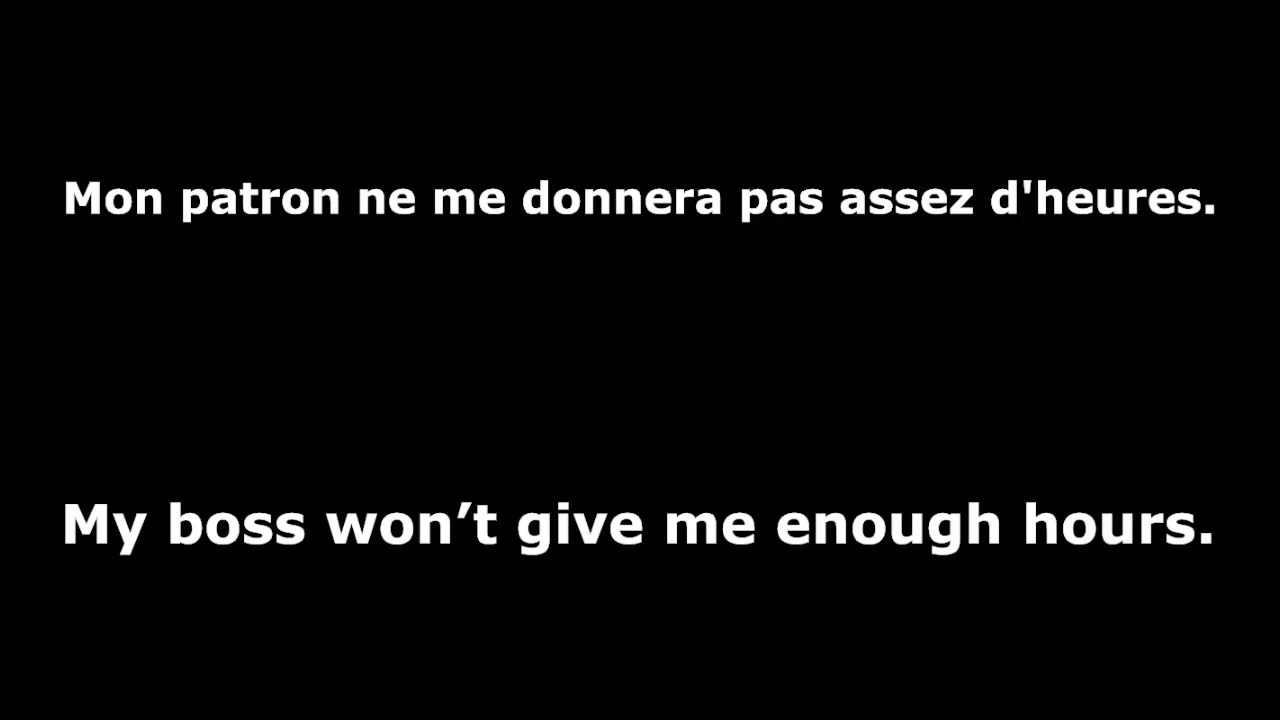 Mon patron ne me donnera pas assez d'heures.
My boss won’t give me enough hours.